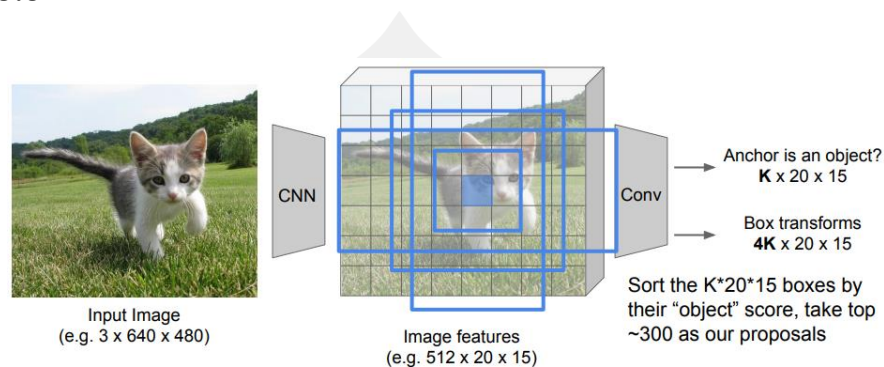 CNN
Input Image
(e.g. 3 x 640 x 480)
Image features
(e.g. 512 x 20 x 15)
Conv
Anchor is an object?
K x 20 x 15
Box transforms
4K x 20 x 15
Sort the K*20*15 boxes by
their “object” score, take top
~300 as our proposals